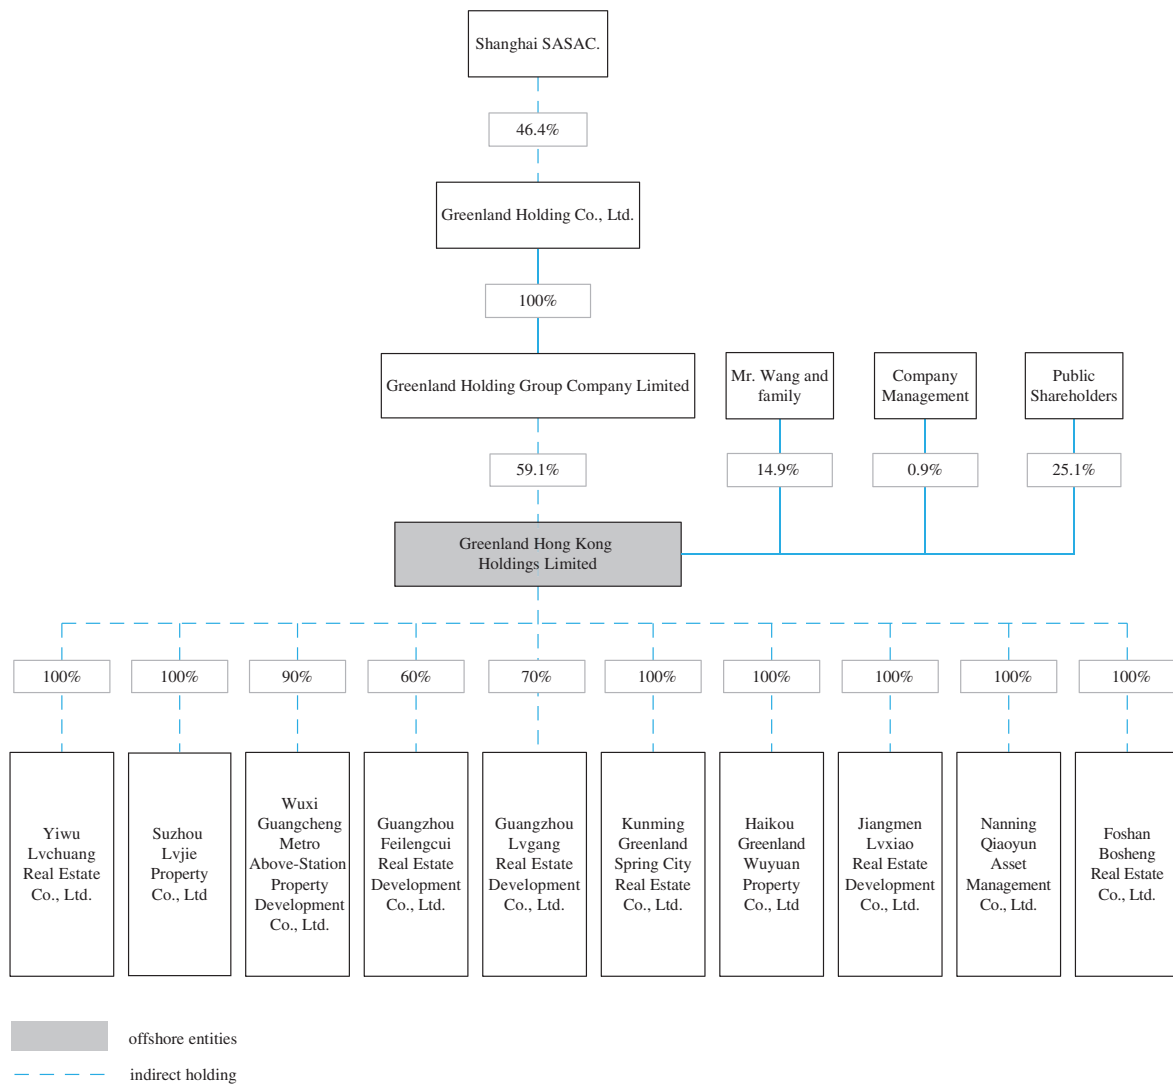 Shanghai SASAC.
46.4%
Greenland Holding Co., Ltd.
100%
Greenland Holding Group Company Limited
Mr. Wang and
family
Company
Management
Public
Shareholders
59.1%
14.9%
0.9%
25.1%
Greenland Hong Kong
Holdings Limited
100%
100%
90%
60%
70%
100%
100%
100%
100%
100%
Yiwu
Lvchuang
Real Estate
Co., Ltd.
Suzhou
Lvjie
Property
Co., Ltd
Wuxi
Guangcheng
Metro
Above-Station
Property
Development
Co., Ltd.
Guangzhou
Feilengcui
Real Estate
Development
Co., Ltd.
Guangzhou
Lvgang
Real Estate
Development
Co., Ltd.
Kunming
Greenland
Spring City
Real Estate
Co., Ltd.
Haikou
Greenland
Wuyuan
Property
Co., Ltd
Jiangmen
Lvxiao
Real Estate
Development
Co., Ltd.
Nanning
Qiaoyun
Asset
Management
Co., Ltd.
Foshan
Bosheng
Real Estate
Co., Ltd.
offshore entities
indirect holding